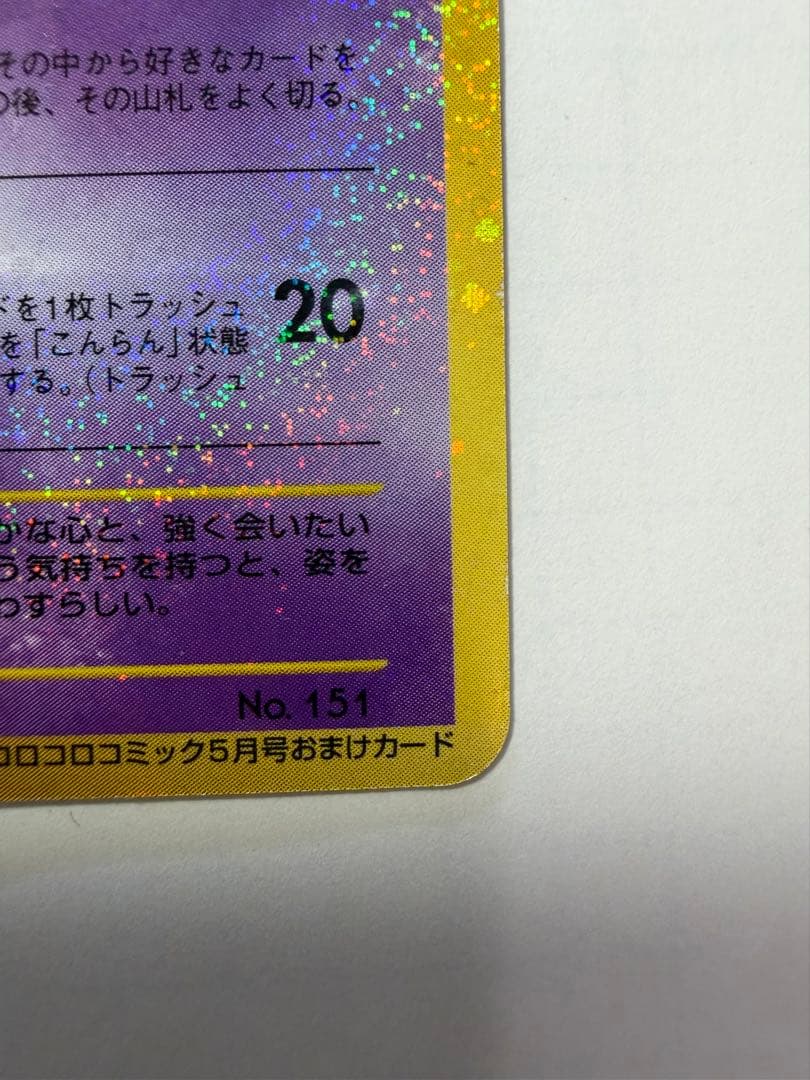 その中から好きなカードを
の後、その山札をよく切る。
ドを1枚トラッシュ
20
を「こんらん」状態
する。(トラッシュ
かな心と、強く会いたい
う気持ちを持つと、姿を
わすらしい。
No. 151
コロコロコミック5月号おまけカード